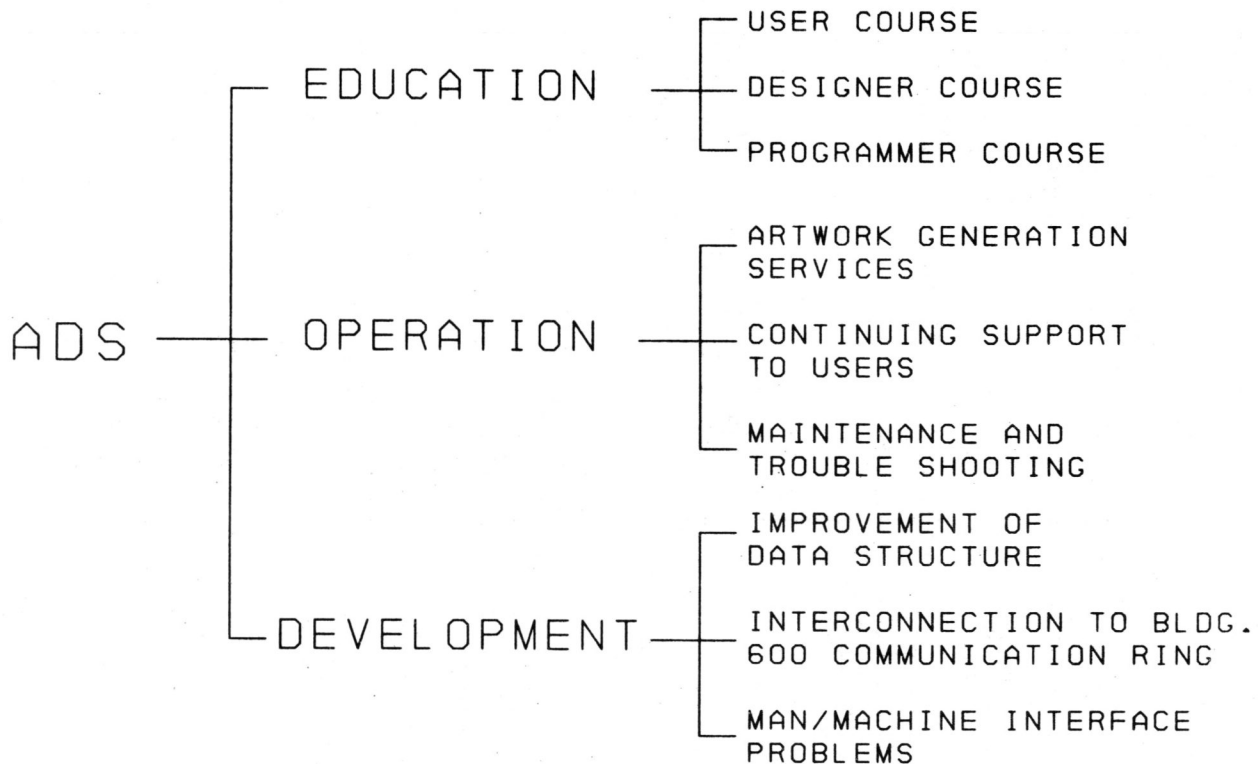 USER COURSE
EDUCATION
DESIGNER COURSE
PROGRAMMER COURSE
ARTWORK GENERATION
SERVICES
ADS
OPERATION
CONTINUING SUPPORT
TO USERS
MAINTENANCE AND
TROUBLE SHOOTING
IMPROVEMENT OF
DATA STRUCTURE
DEVELOPMENT
INTERCONNECTION TO BLDG.
600 COMMUNICATION RING
MAN/MACHINE INTERFACE
PROBLEMS